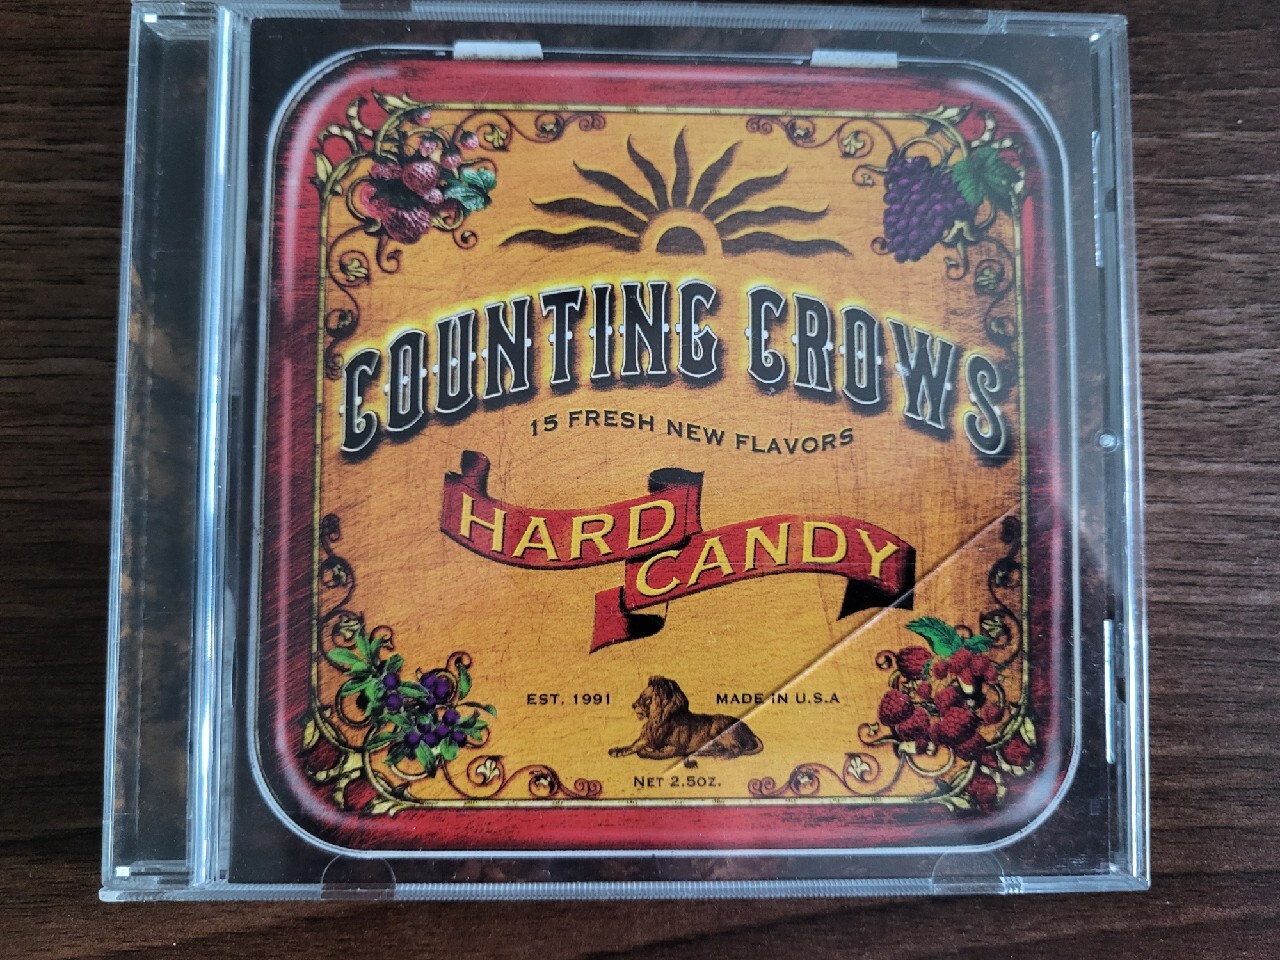 COUNTING CROWS
15 FRESH NEW FLAVORS
HARD
CANDY
EST. 1991 MADE IN U.S.A
NET 2.5OZ.